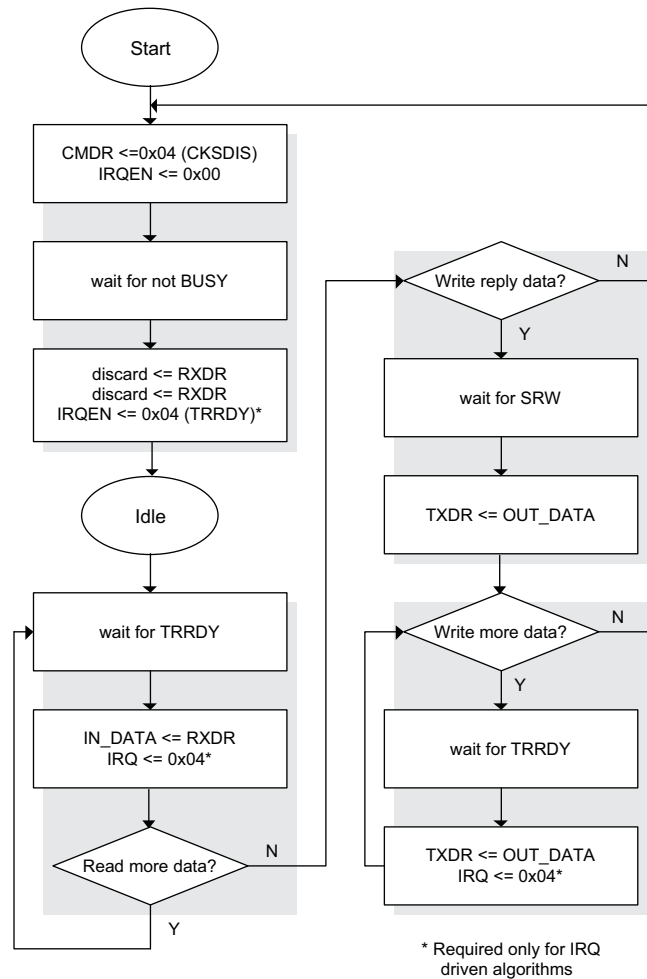 Start
CMDR <=0x04 (CKSDIS)
IRQEN <= 0x00
wait for not BUSY
discard <= RXDR
discard <= RXDR
IRQEN <= 0x04 (TRRDY)*
Idle
wait for TRRDY
IN_DATA <= RXDR
IRQ <= 0x04*
Read more data?
N
Y
Write reply data?
N
Y
wait for SRW
TXDR <= OUT_DATA
Write more data?
N
Y
wait for TRRDY
TXDR <= OUT_DATA
IRQ <= 0x04*
* Required only for IRQ
driven algorithms